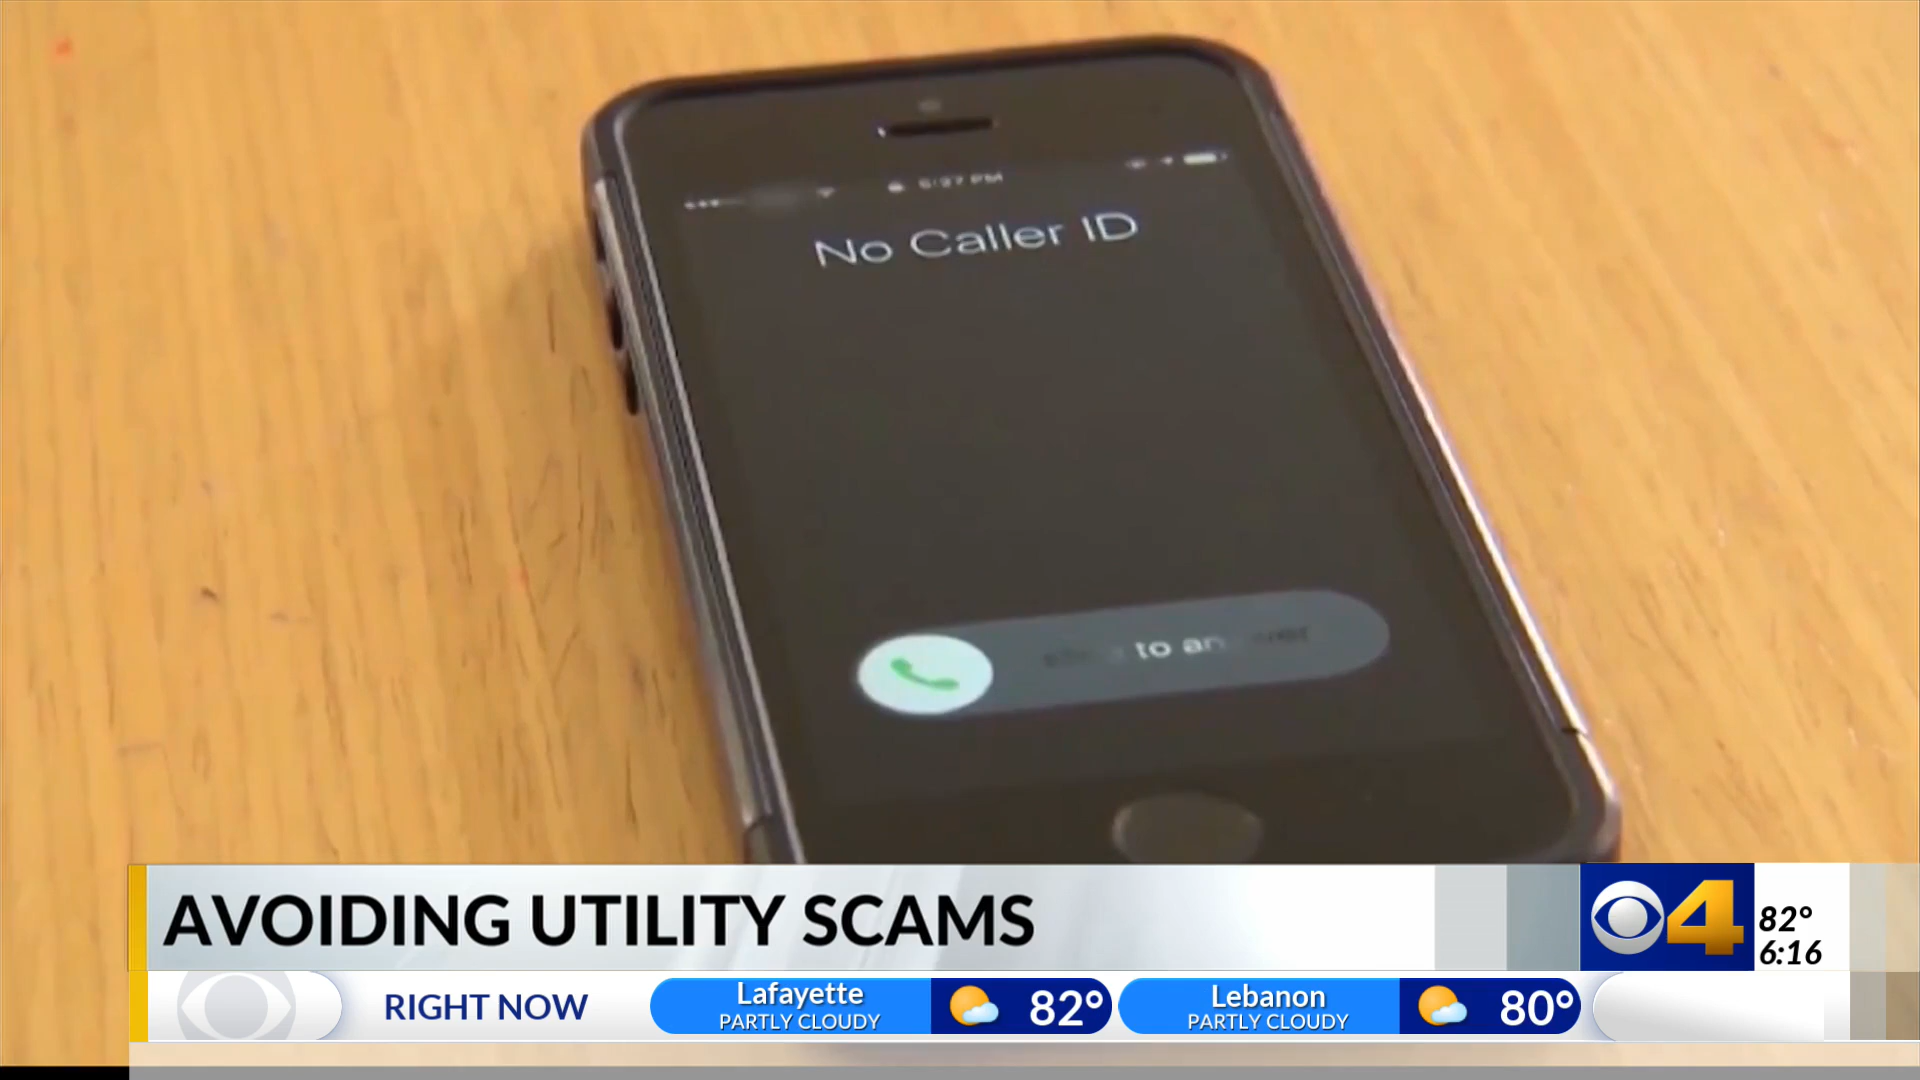 No Caller ID
to an
AVOIDING UTILITY SCAMS
4
82°
6:16
RIGHT NOW
Lafayette
PARTLY CLOUDY
82°
Lebanon
PARTLY CLOUDY
80°